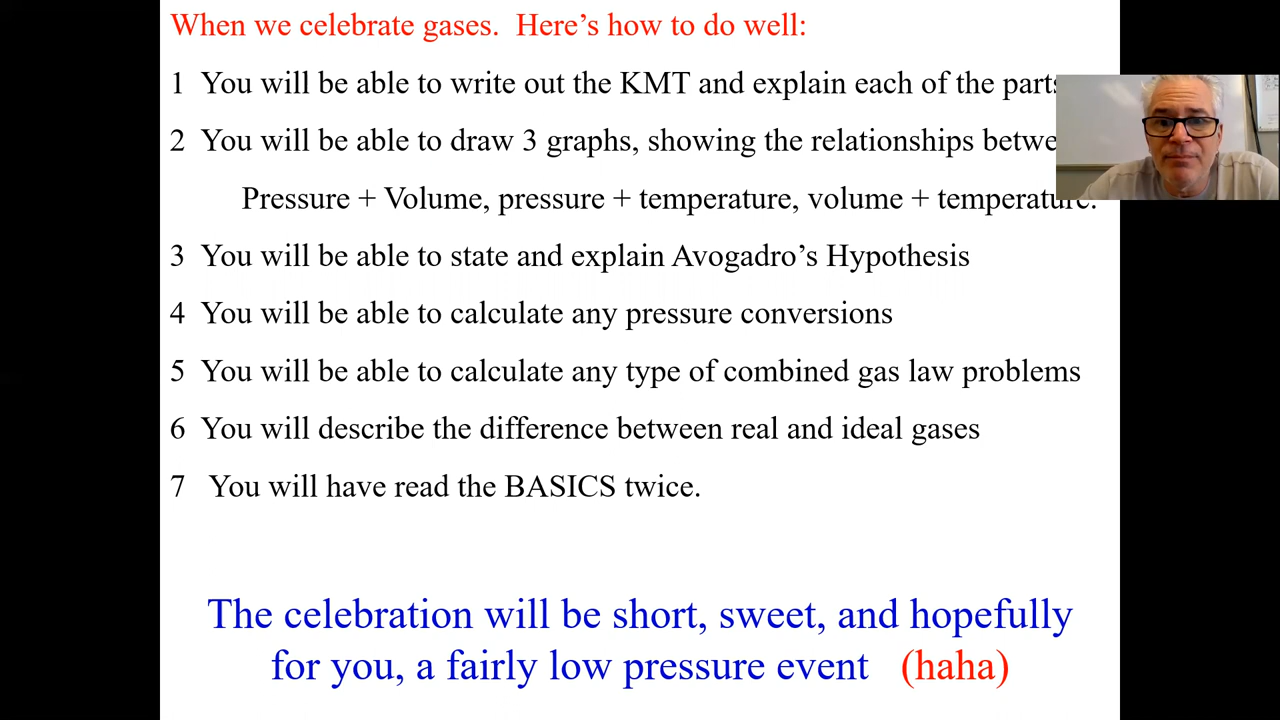 When we celebrate gases.  Here’s how to do well:
1  You will be able to write out the KMT and explain each of the parts
2  You will be able to draw 3 graphs, showing the relationships betwe
Pressure + Volume, pressure + temperature, volume + temperature.
3  You will be able to state and explain Avogadro’s Hypothesis
4  You will be able to calculate any pressure conversions
5  You will be able to calculate any type of combined gas law problems
6  You will describe the difference between real and ideal gases
7   You will have read the BASICS twice.
The celebration will be short, sweet, and hopefully
for you, a fairly low pressure event   (haha)